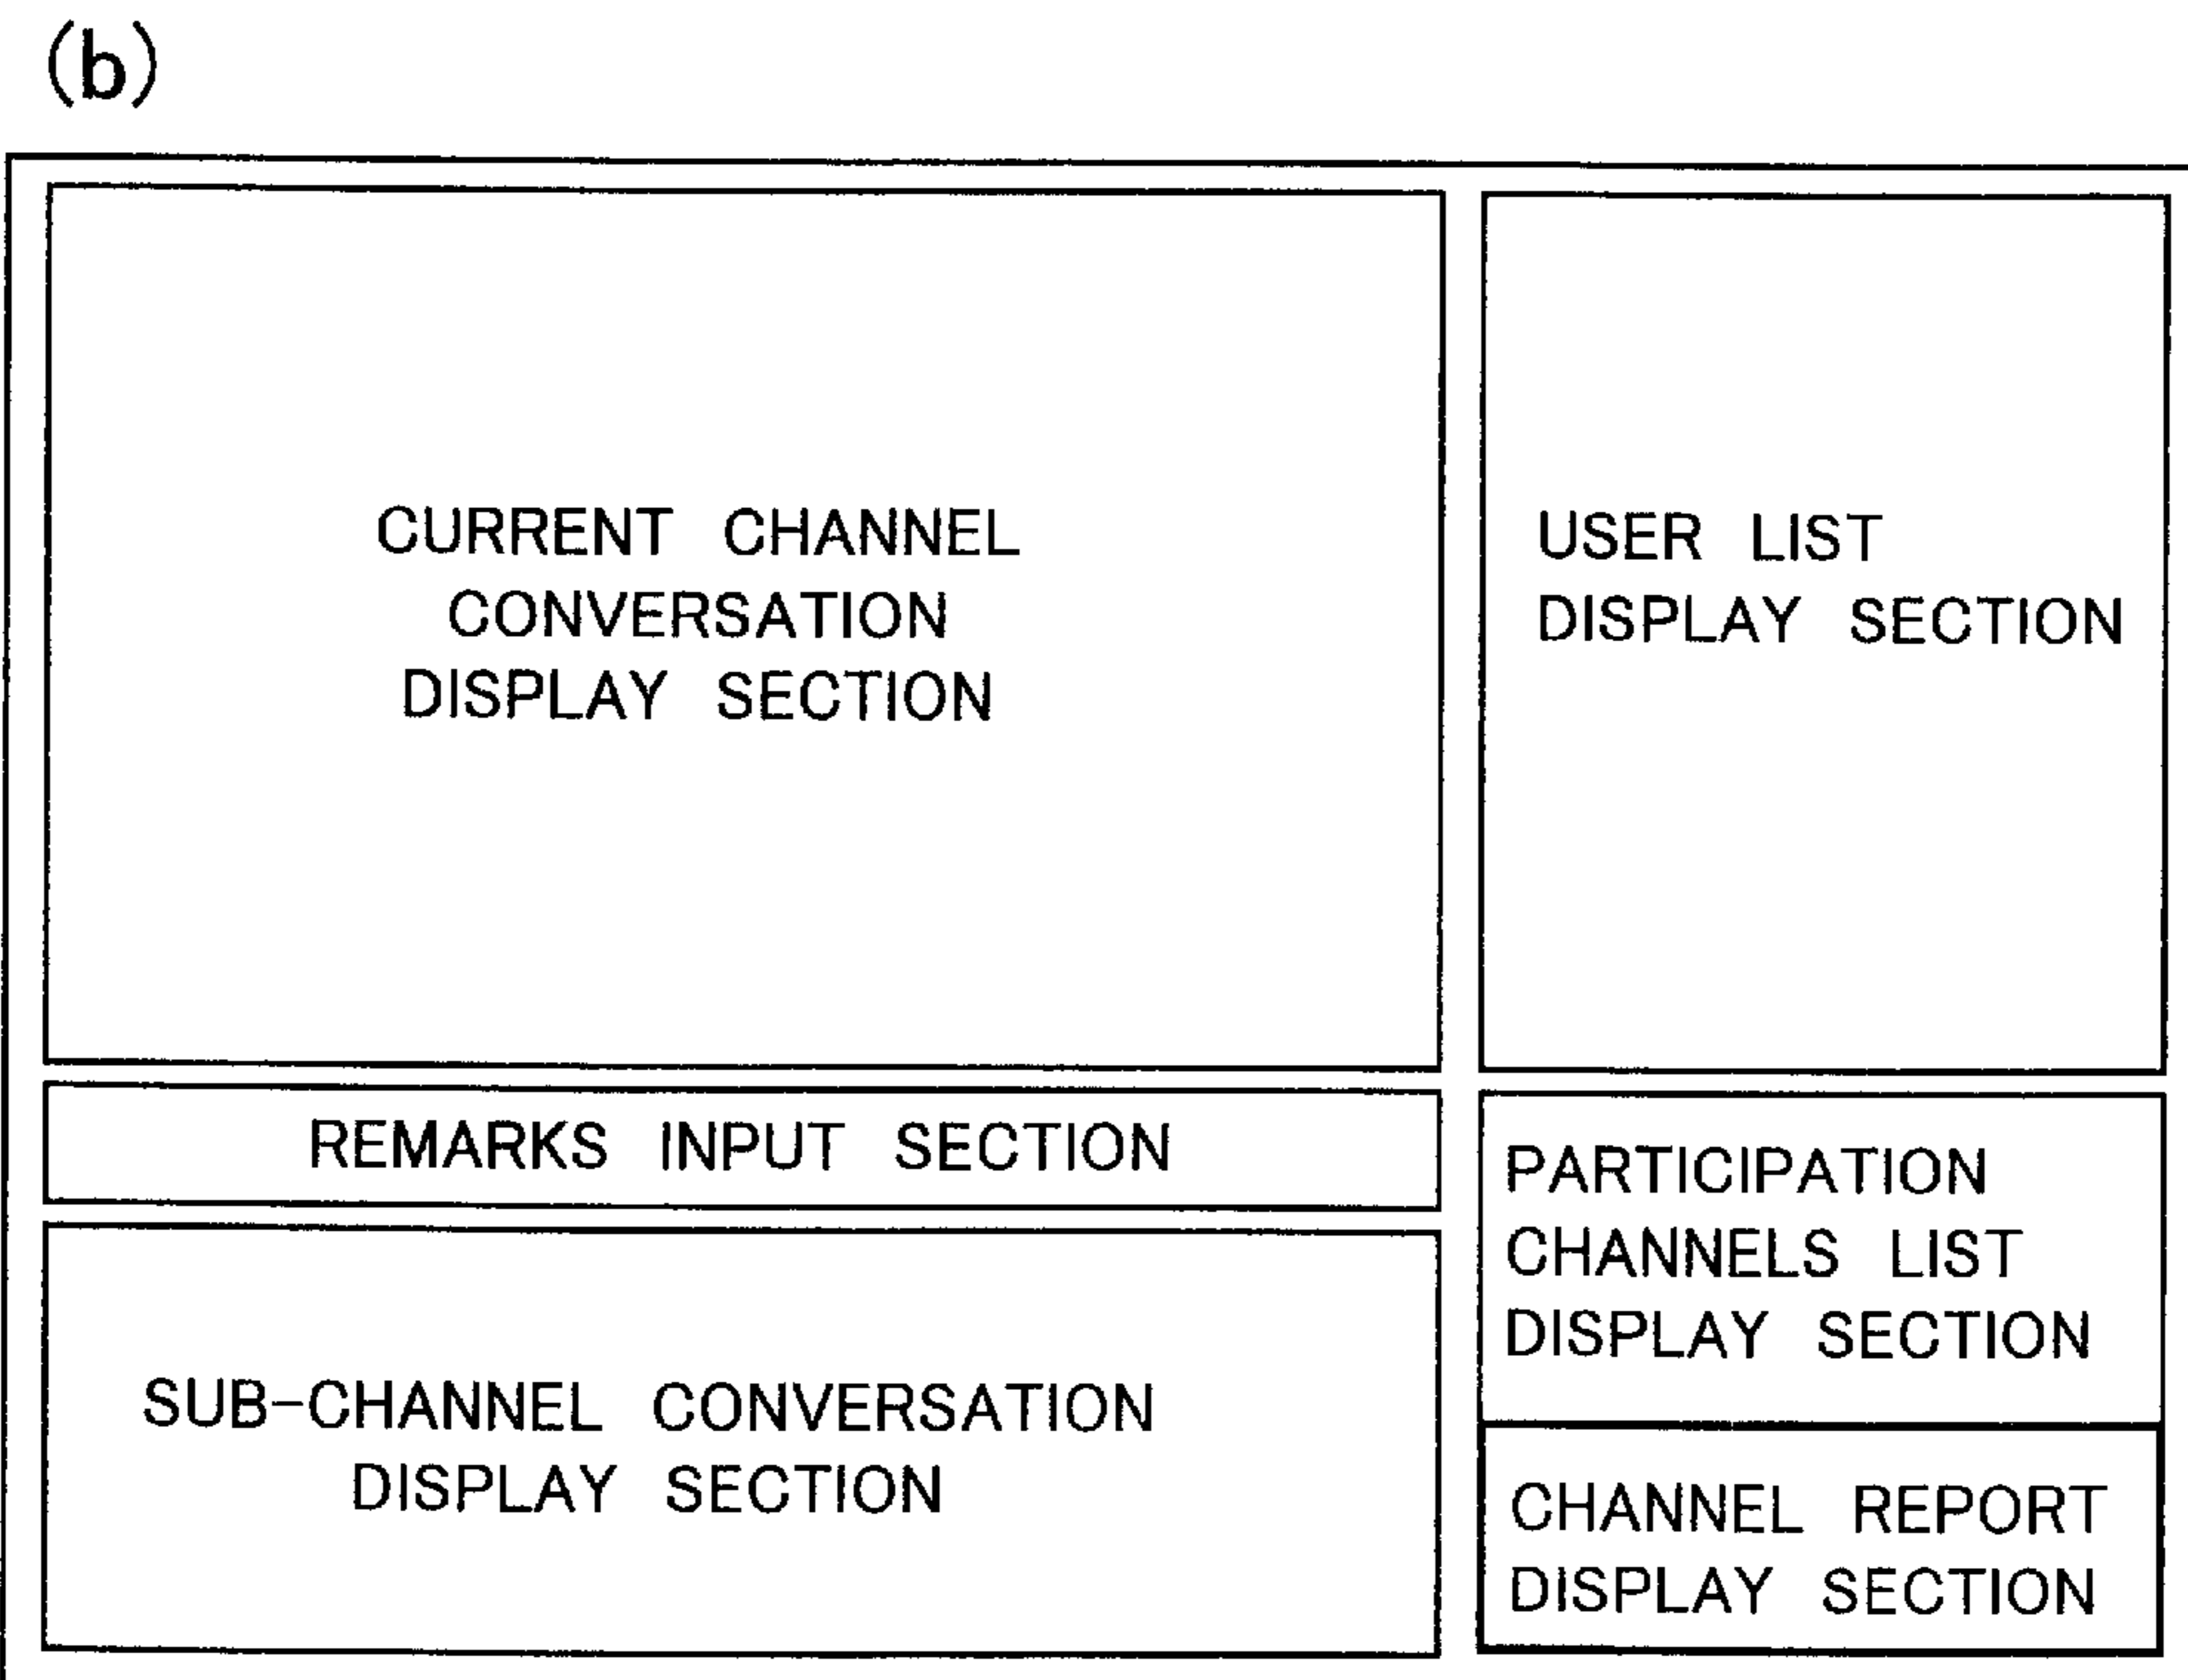 (b)
CURRENT CHANNEL
CONVERSATION
DISPLAY SECTION
USER LIST
DISPLAY SECTION
REMARKS INPUT SECTION
PARTICIPATION
CHANNELS LIST
DISPLAY SECTION
SUB-CHANNEL CONVERSATION
DISPLAY SECTION
CHANNEL REPORT
DISPLAY SECTION